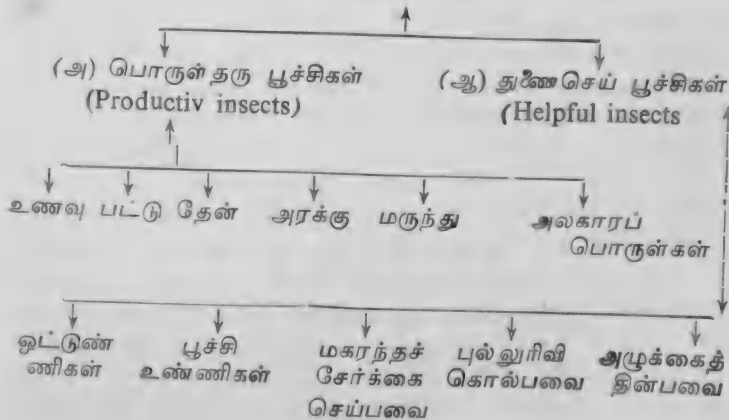 (அ) பொருள் தரு பூச்சிகள் (ஆ) துணை செய் பூச்சிகள்
(Productiv insects) (Helpful insects
உணவு பட்டு தேன் அரக்கு மருந்து அலகாரப்
பொருள்கள்
ஒட்டுண் பூச்சி மகரந்தச் புல்லுரிவி அழுக்கைத்
ணிகள் உண்ணிகள் சேர்க்கை கொல்பவை தின்பவை
செய்பவை